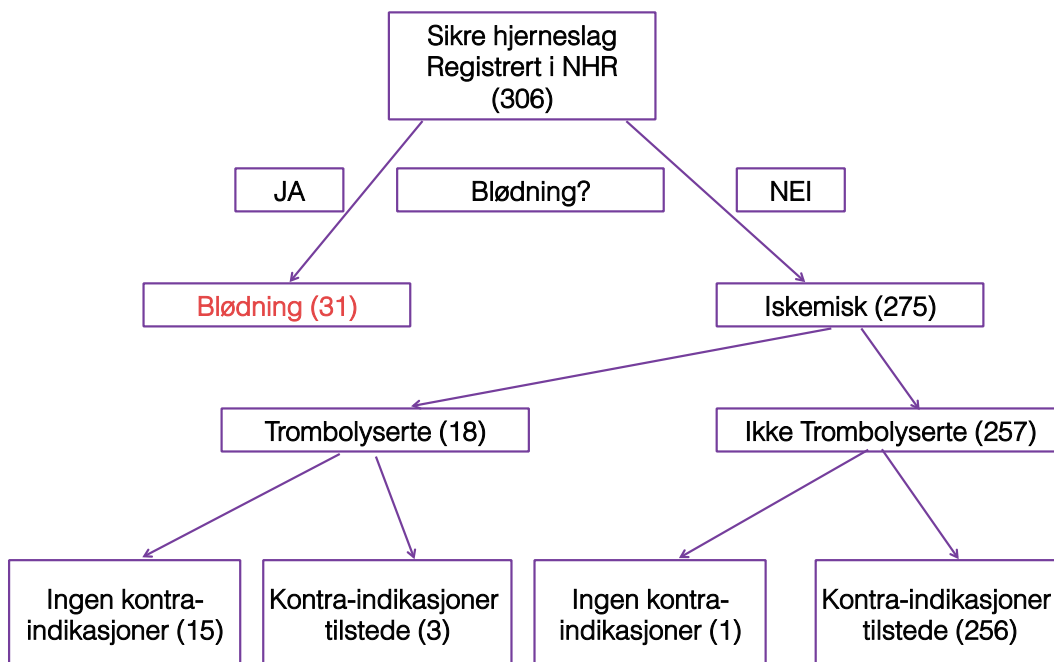 Sikre hjerneslag
Registrert i NHR
(306)
JA
Blødning?
NEI
Blødning (31)
Iskemisk (275)
Trombolyserte (18)
Ikke Trombolyserte (257)
Ingen kontra-
indikasjoner (15)
Kontra-indikasjoner
tilstede (3)
Ingen kontra-
indikasjoner (1)
Kontra-indikasjoner
tilstede (256)